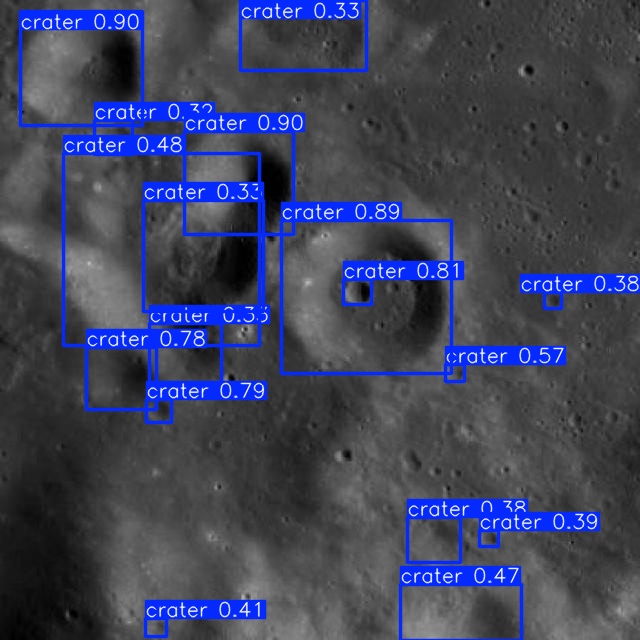 crater 0.33
crater 0.90
crater 0.32
crater 0.90
crater 0.48
crater 0.33
crater 0.89
crater 0.81
crater 0.38
crater 0.33
crater 0.78
crater 0.57
crater 0.79
crater 0.38
crater 0.39
crater 0.47
crater 0.41